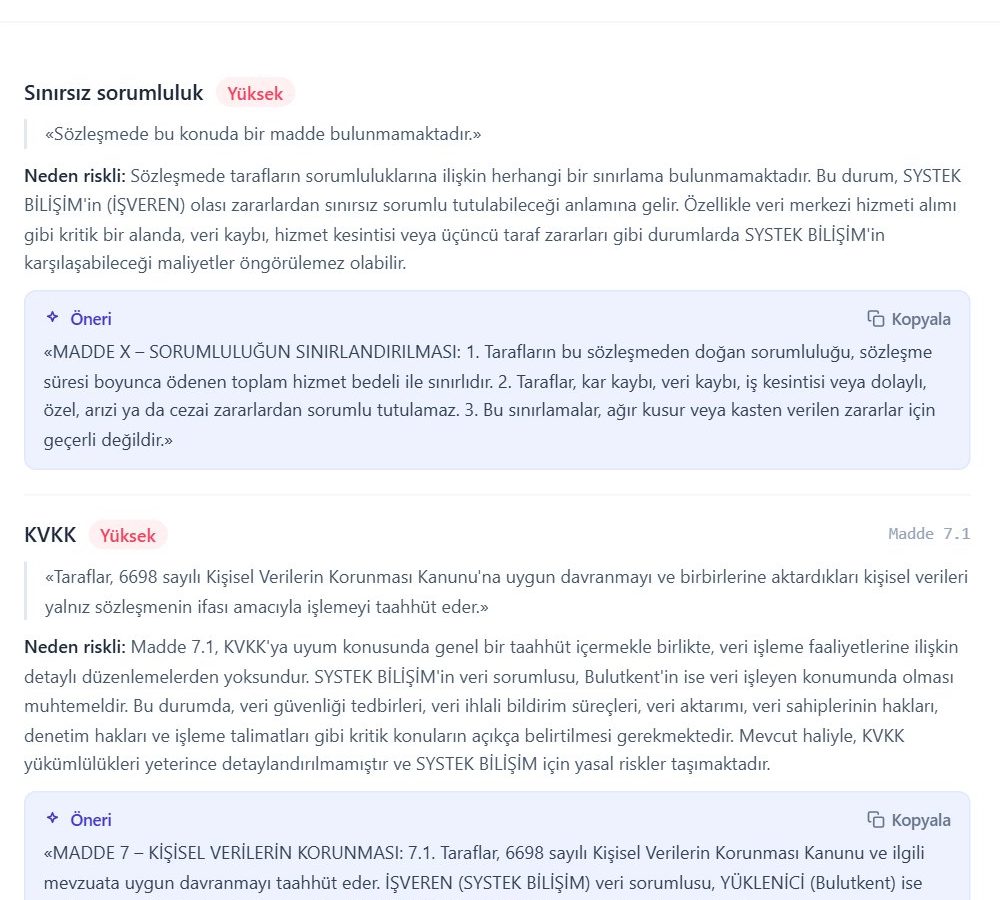 Sınırsız sorumluluk Yüksek
«Sözleşmede bu konuda bir madde bulunmamaktadır.»
Neden riskli: Sözleşmede tarafların sorumluluklarına ilişkin herhangi bir sınırlama bulunmamaktadır. Bu durum, SYSTEK
BİLİŞİM'in (İŞVEREN) olası zararlardan sınırsız sorumlu tutulabileceği anlamına gelir. Özellikle veri merkezi hizmeti alımı
gibi kritik bir alanda, veri kaybı, hizmet kesintisi veya üçüncü taraf zararları gibi durumlarda SYSTEK BİLİŞİM'in
karşılaşabileceği maliyetler öngörülemez olabilir.
Öneri Kopyala
«MADDE X – SORUMLULUĞUN SINIRLANDIRILMASI: 1. Tarafların bu sözleşmeden doğan sorumluluğu, sözleşme
süresi boyunca ödenen toplam hizmet bedeli ile sınırlıdır. 2. Taraflar, kar kaybı, veri kaybı, iş kesintisi veya dolaylı,
özel, arızi ya da cezai zararlardan sorumlu tutulamaz. 3. Bu sınırlamalar, ağır kusur veya kasten verilen zararlar için
geçerli değildir.»
KVKK Yüksek Madde 7.1
«Taraflar, 6698 sayılı Kişisel Verilerin Korunması Kanunu'na uygun davranmayı ve birbirlerine aktardıkları kişisel verileri
yalnız sözleşmenin ifası amacıyla işlemeyi taahhüt eder.»
Neden riskli: Madde 7.1, KVKK'ya uyum konusunda genel bir taahhüt içermekle birlikte, veri işleme faaliyetlerine ilişkin
detaylı düzenlemelerden yoksundur. SYSTEK BİLİŞİM'in veri sorumlusu, Bulutkent'in ise veri işleyen konumunda olması
muhtemeldir. Bu durumda, veri güvenliği tedbirleri, veri ihlali bildirim süreçleri, veri aktarımı, veri sahiplerinin hakları,
denetim hakları ve işleme talimatları gibi kritik konuların açıkça belirtilmesi gerekmektedir. Mevcut haliyle, KVKK
yükümlülükleri yeterince detaylandırılmamıştır ve SYSTEK BİLİŞİM için yasal riskler taşımaktadır.
Öneri Kopyala
«MADDE 7 – KİŞİSEL VERİLERİN KORUNMASI: 7.1. Taraflar, 6698 sayılı Kişisel Verilerin Korunması Kanunu ve ilgili
mevzuata uygun davranmayı taahhüt eder. İŞVEREN (SYSTEK BİLİŞİM) veri sorumlusu, YÜKLENİCİ (Bulutkent) ise